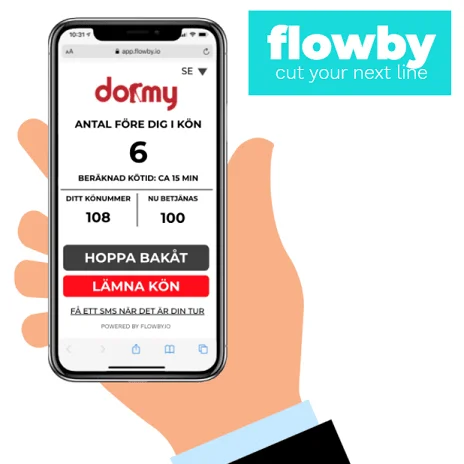 flowby
cut your next line
10:31
AA
app.flowby.io
SE
dormy
ANTAL FÖRE DIG I KÖN
6
BERÄKNAD KÖTID: CA 15 MIN
DITT KÖNUMMER
NU BETJÄNAS
108
100
HOPPA BAKÅT
LÄMNA KÖN
FÅ ETT SMS NÄR DET ÄR DIN TUR
POWERED BY FLOWBY.IO